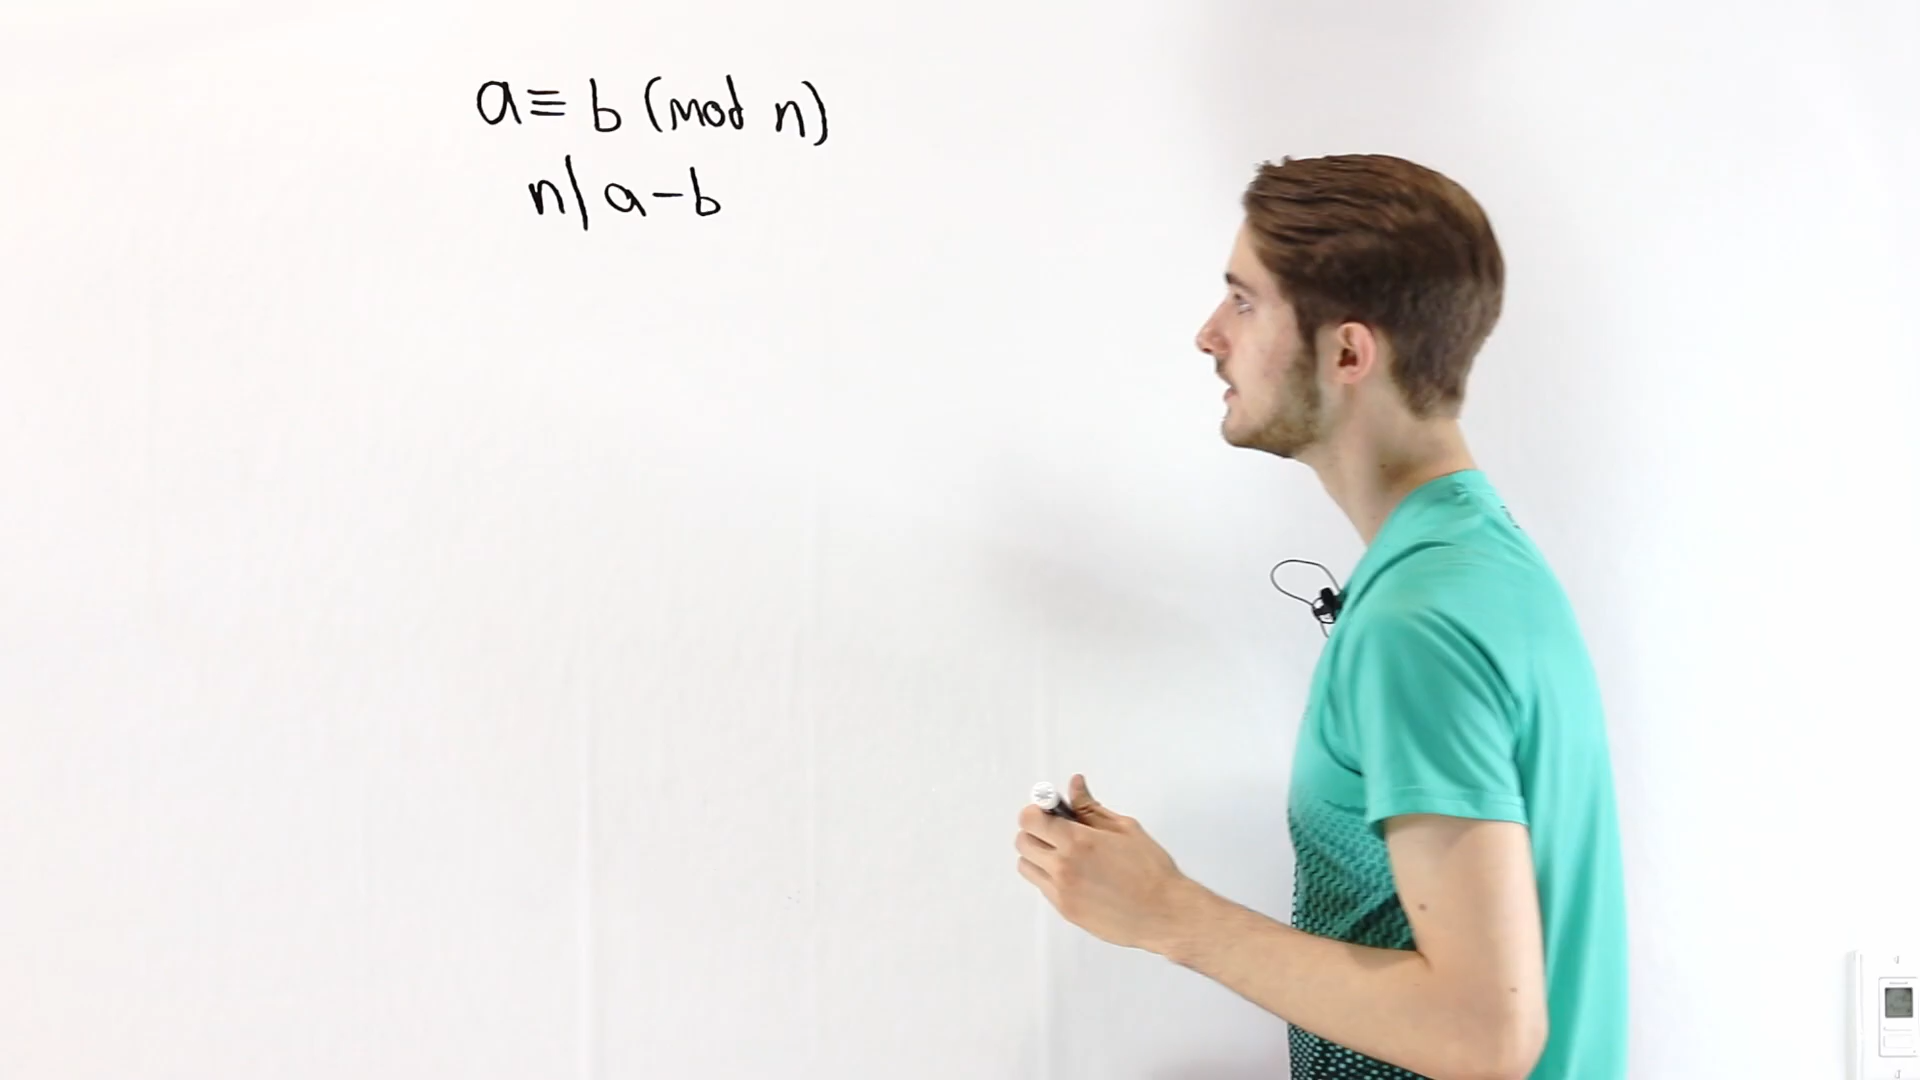 a ≡ b (mod n)
n | a - b